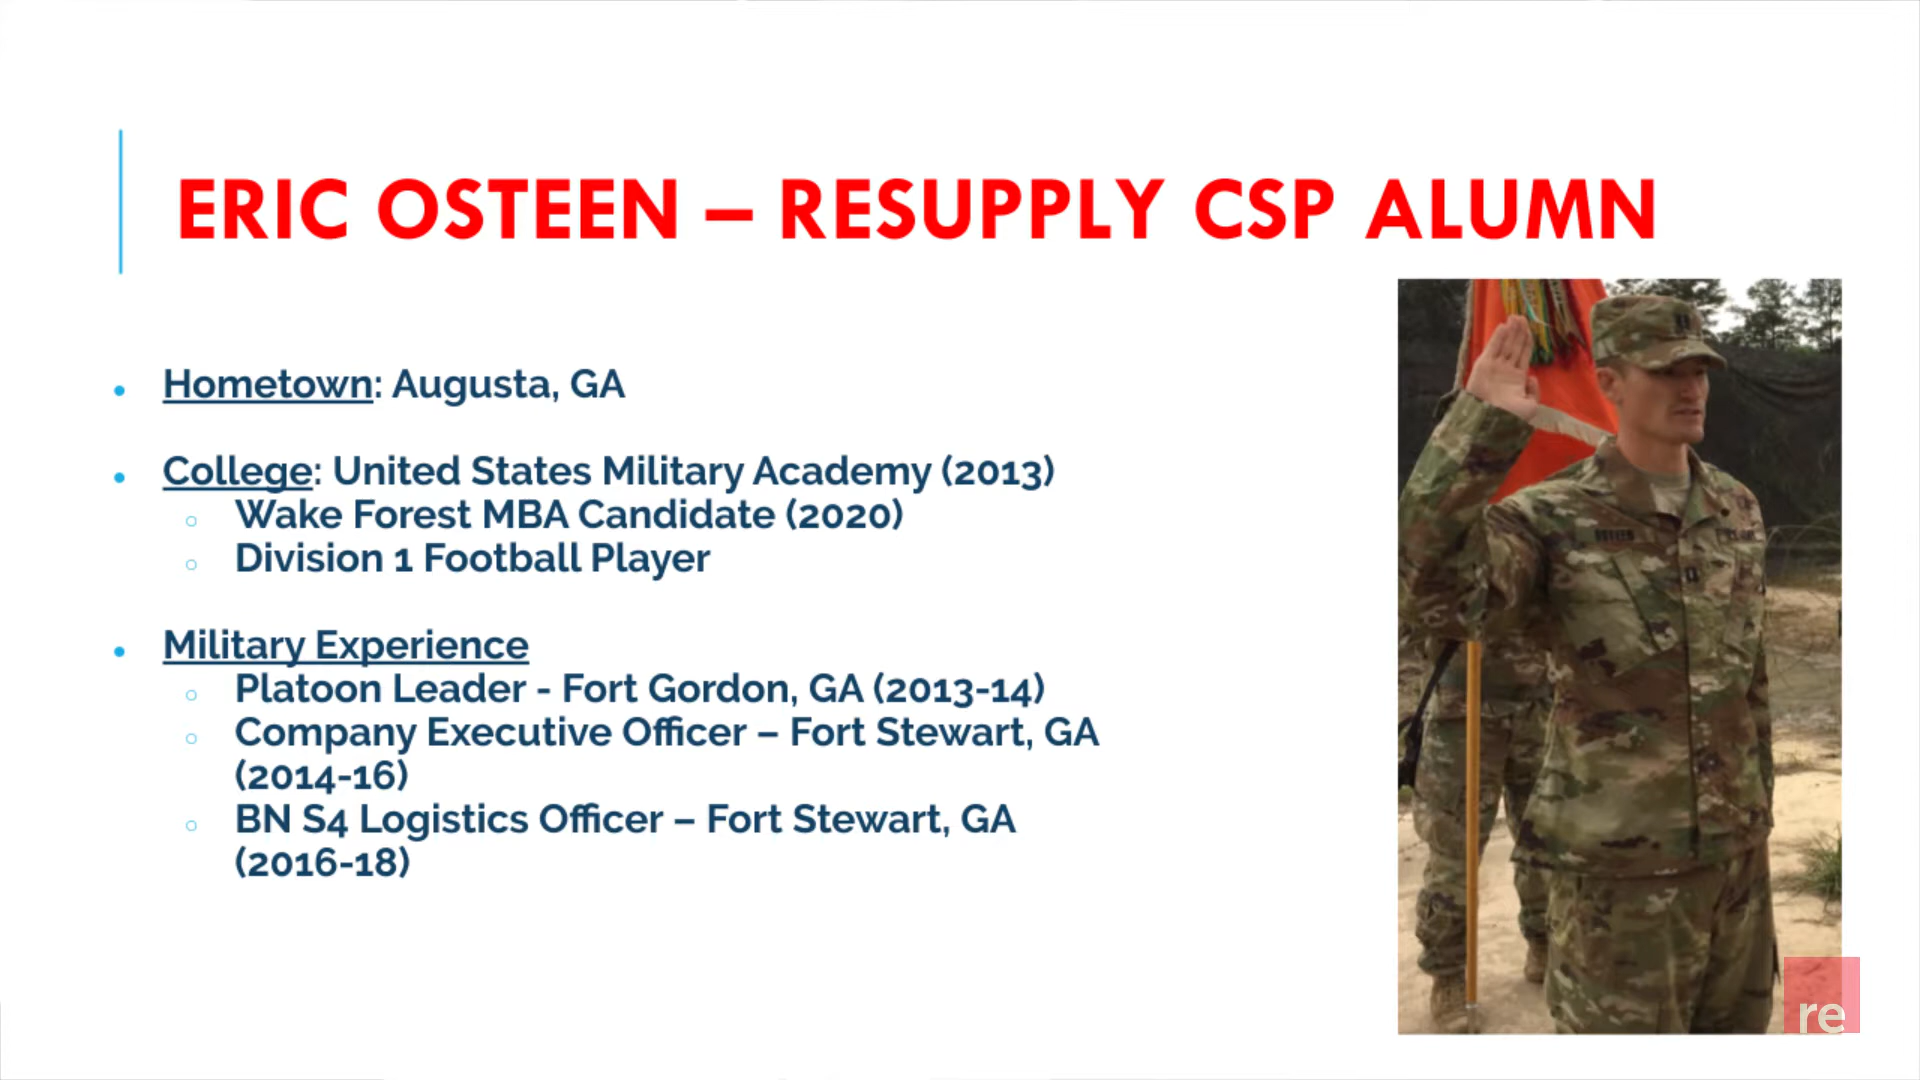 ERIC OSTEEN – RESUPPLY CSP ALUMN
Hometown: Augusta, GA
College: United States Military Academy (2013)
Wake Forest MBA Candidate (2020)
Division 1 Football Player
Military Experience
Platoon Leader - Fort Gordon, GA (2013-14)
Company Executive Officer – Fort Stewart, GA
(2014-16)
BN S4 Logistics Officer – Fort Stewart, GA
(2016-18)
OSTEEN
re